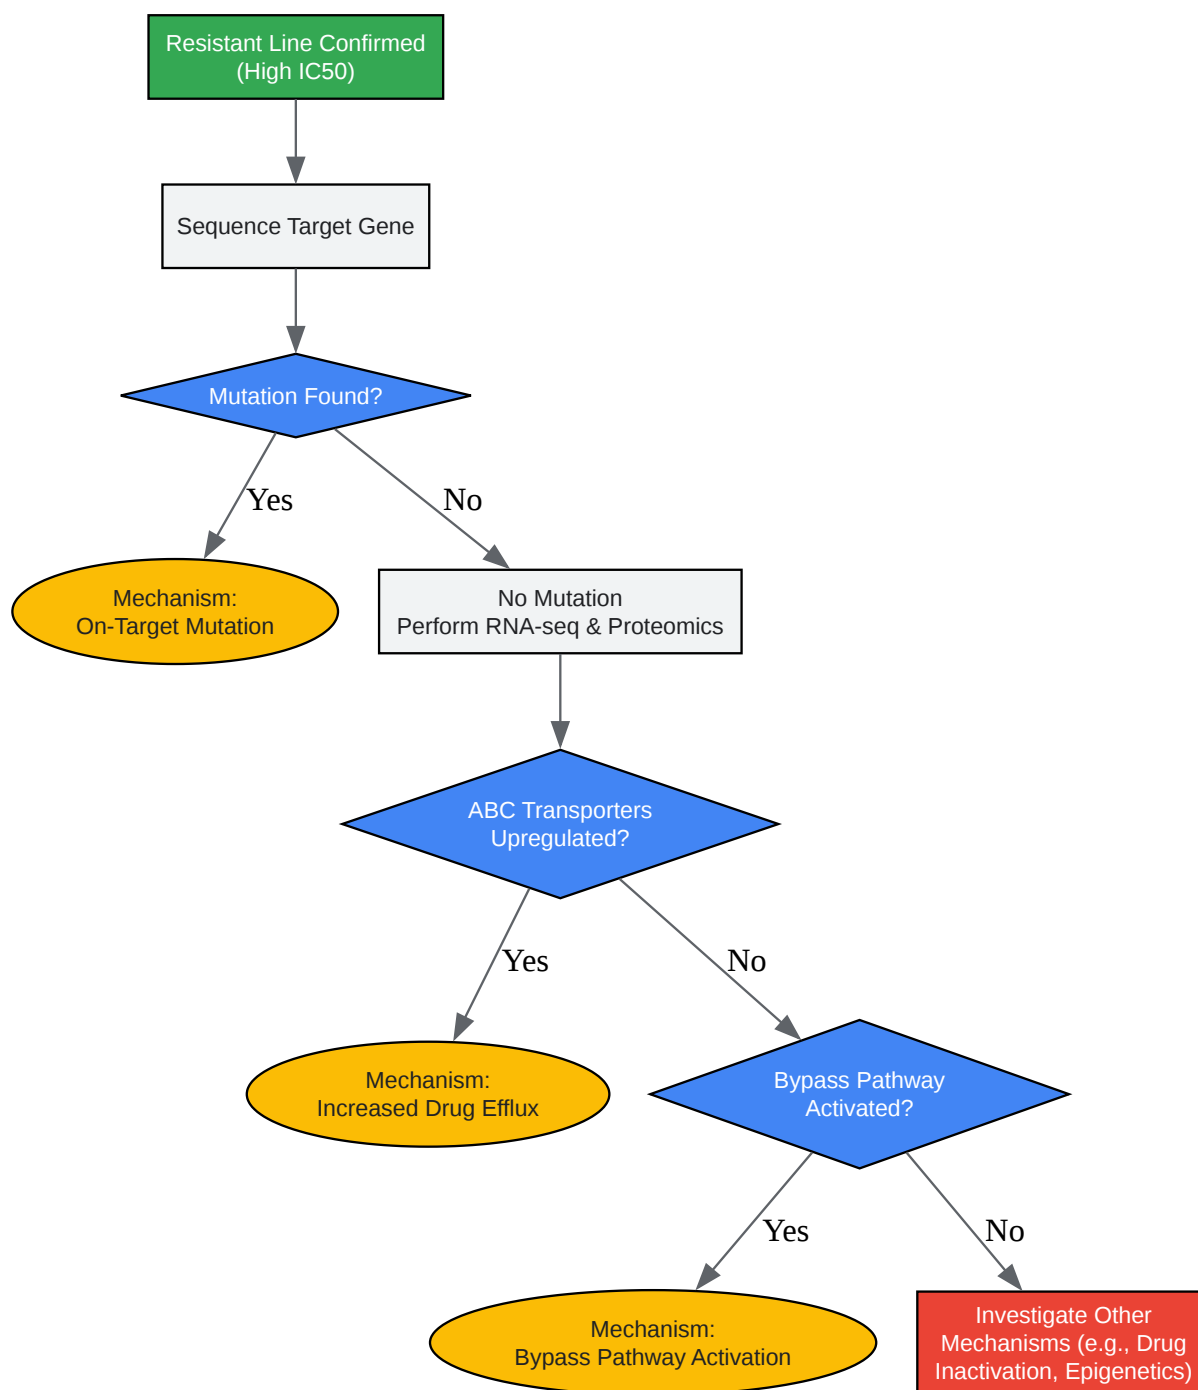 Resistant Line Confirmed
(High IC50)
Sequence Target Gene
Mutation Found?
Yes
No
Mechanism:
On-Target Mutation
No Mutation
Perform RNA-seq & Proteomics
ABC Transporters
Upregulated?
Yes
No
Mechanism:
Increased Drug Efflux
Bypass Pathway
Activated?
Yes
No
Mechanism:
Bypass Pathway Activation
Investigate Other
Mechanisms (e.g., Drug
Inactivation, Epigenetics)